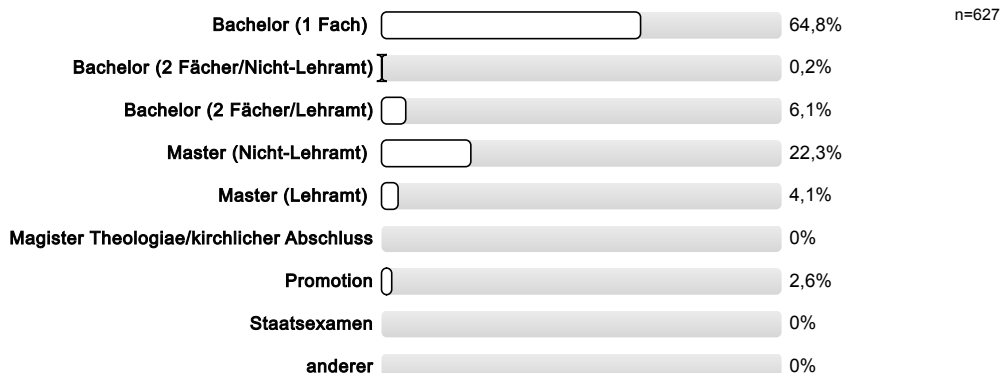 n=627
Bachelor (1 Fach) 64,8%
Bachelor (2 Fächer/Nicht-Lehramt) 0,2%
Bachelor (2 Fächer/Lehramt) 6,1%
Master (Nicht-Lehramt) 22,3%
Master (Lehramt) 4,1%
Magister Theologiae/kirchlicher Abschluss 0%
Promotion 2,6%
Staatsexamen 0%
anderer 0%